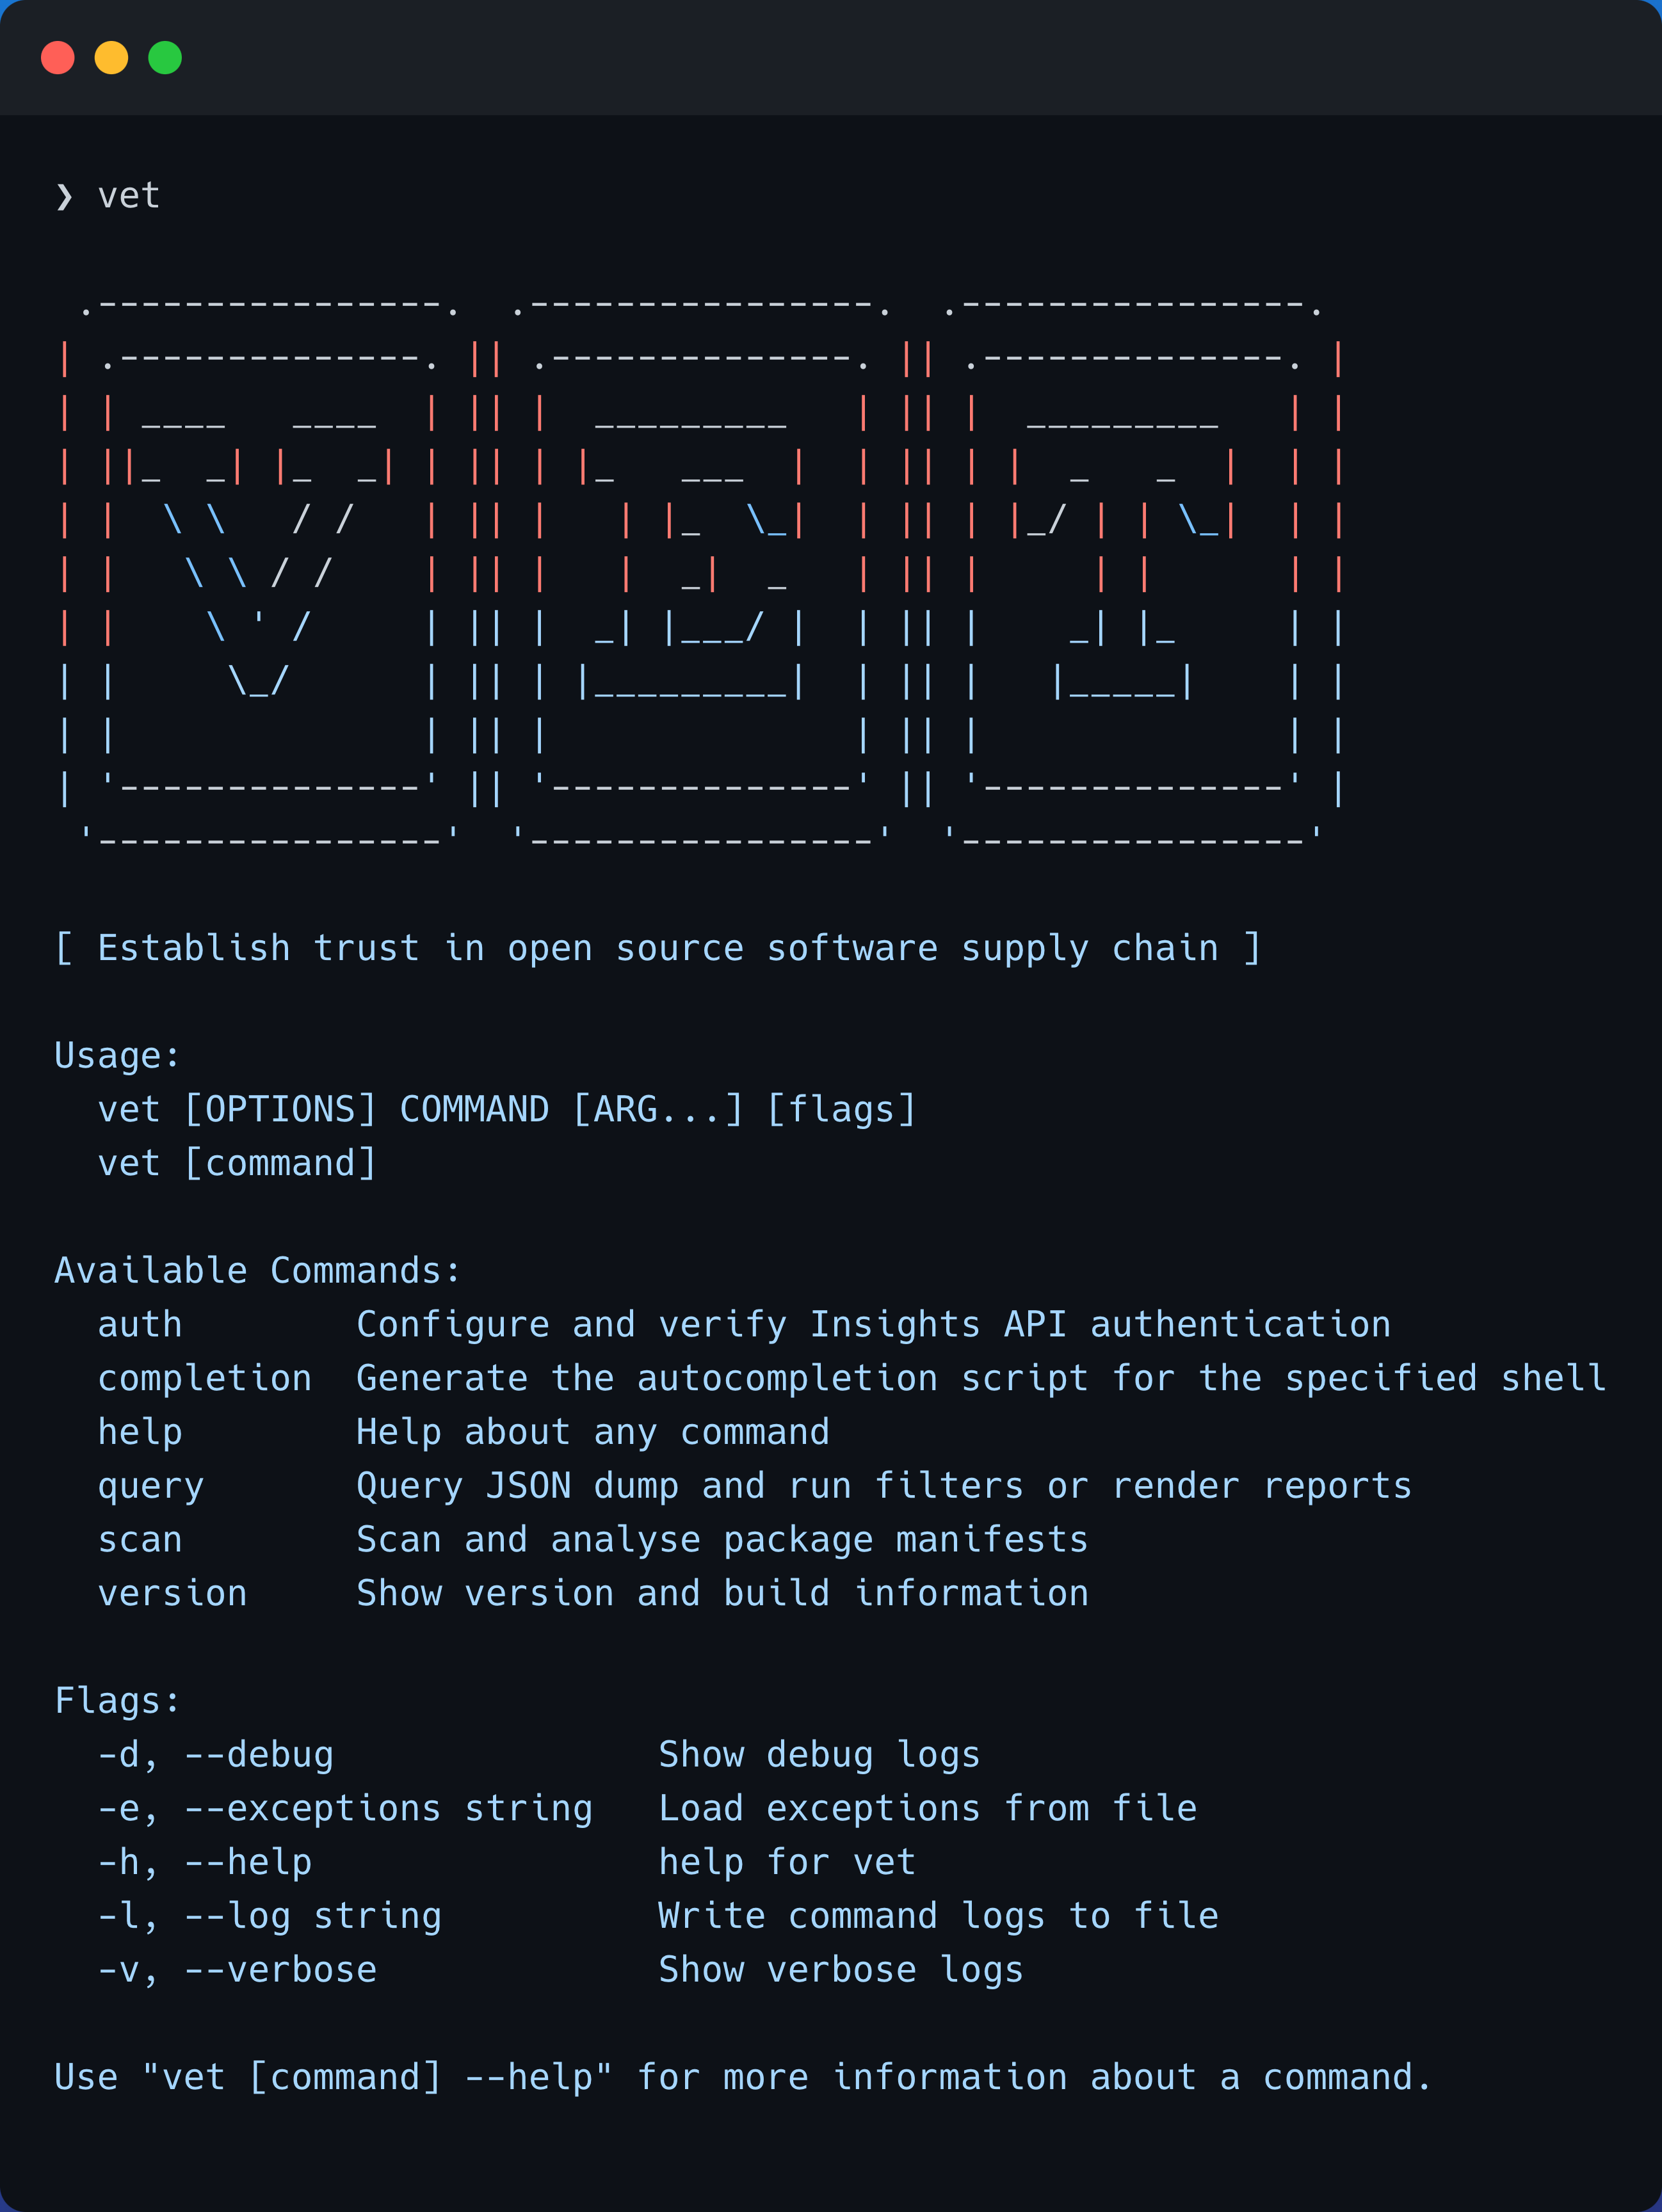 ❯ vet

 .----------------.  .----------------.  .----------------.
| .--------------. || .--------------. || .--------------. |
| | ____   ____  | || |  _________   | || |  _________   | |
| ||_  _| |_  _| | || | |_   ___  |  | || | |  _   _  |  | |
| |  \ \   / /   | || |   | |_  \_|  | || | |_/ | | \_|  | |
| |   \ \ / /    | || |   |  _|  _   | || |     | |      | |
| |    \ ' /     | || |  _| |___/ |  | || |    _| |_     | |
| |     \_/      | || | |_________|  | || |   |_____|    | |
| |              | || |              | || |              | |
| '--------------' || '--------------' || '--------------' |
 '----------------'  '----------------'  '----------------'

[ Establish trust in open source software supply chain ]

Usage:
  vet [OPTIONS] COMMAND [ARG...] [flags]
  vet [command]

Available Commands:
  auth        Configure and verify Insights API authentication
  completion  Generate the autocompletion script for the specified shell
  help        Help about any command
  query       Query JSON dump and run filters or render reports
  scan        Scan and analyse package manifests
  version     Show version and build information

Flags:
  -d, --debug               Show debug logs
  -e, --exceptions string   Load exceptions from file
  -h, --help                help for vet
  -l, --log string          Write command logs to file
  -v, --verbose             Show verbose logs

Use "vet [command] --help" for more information about a command.